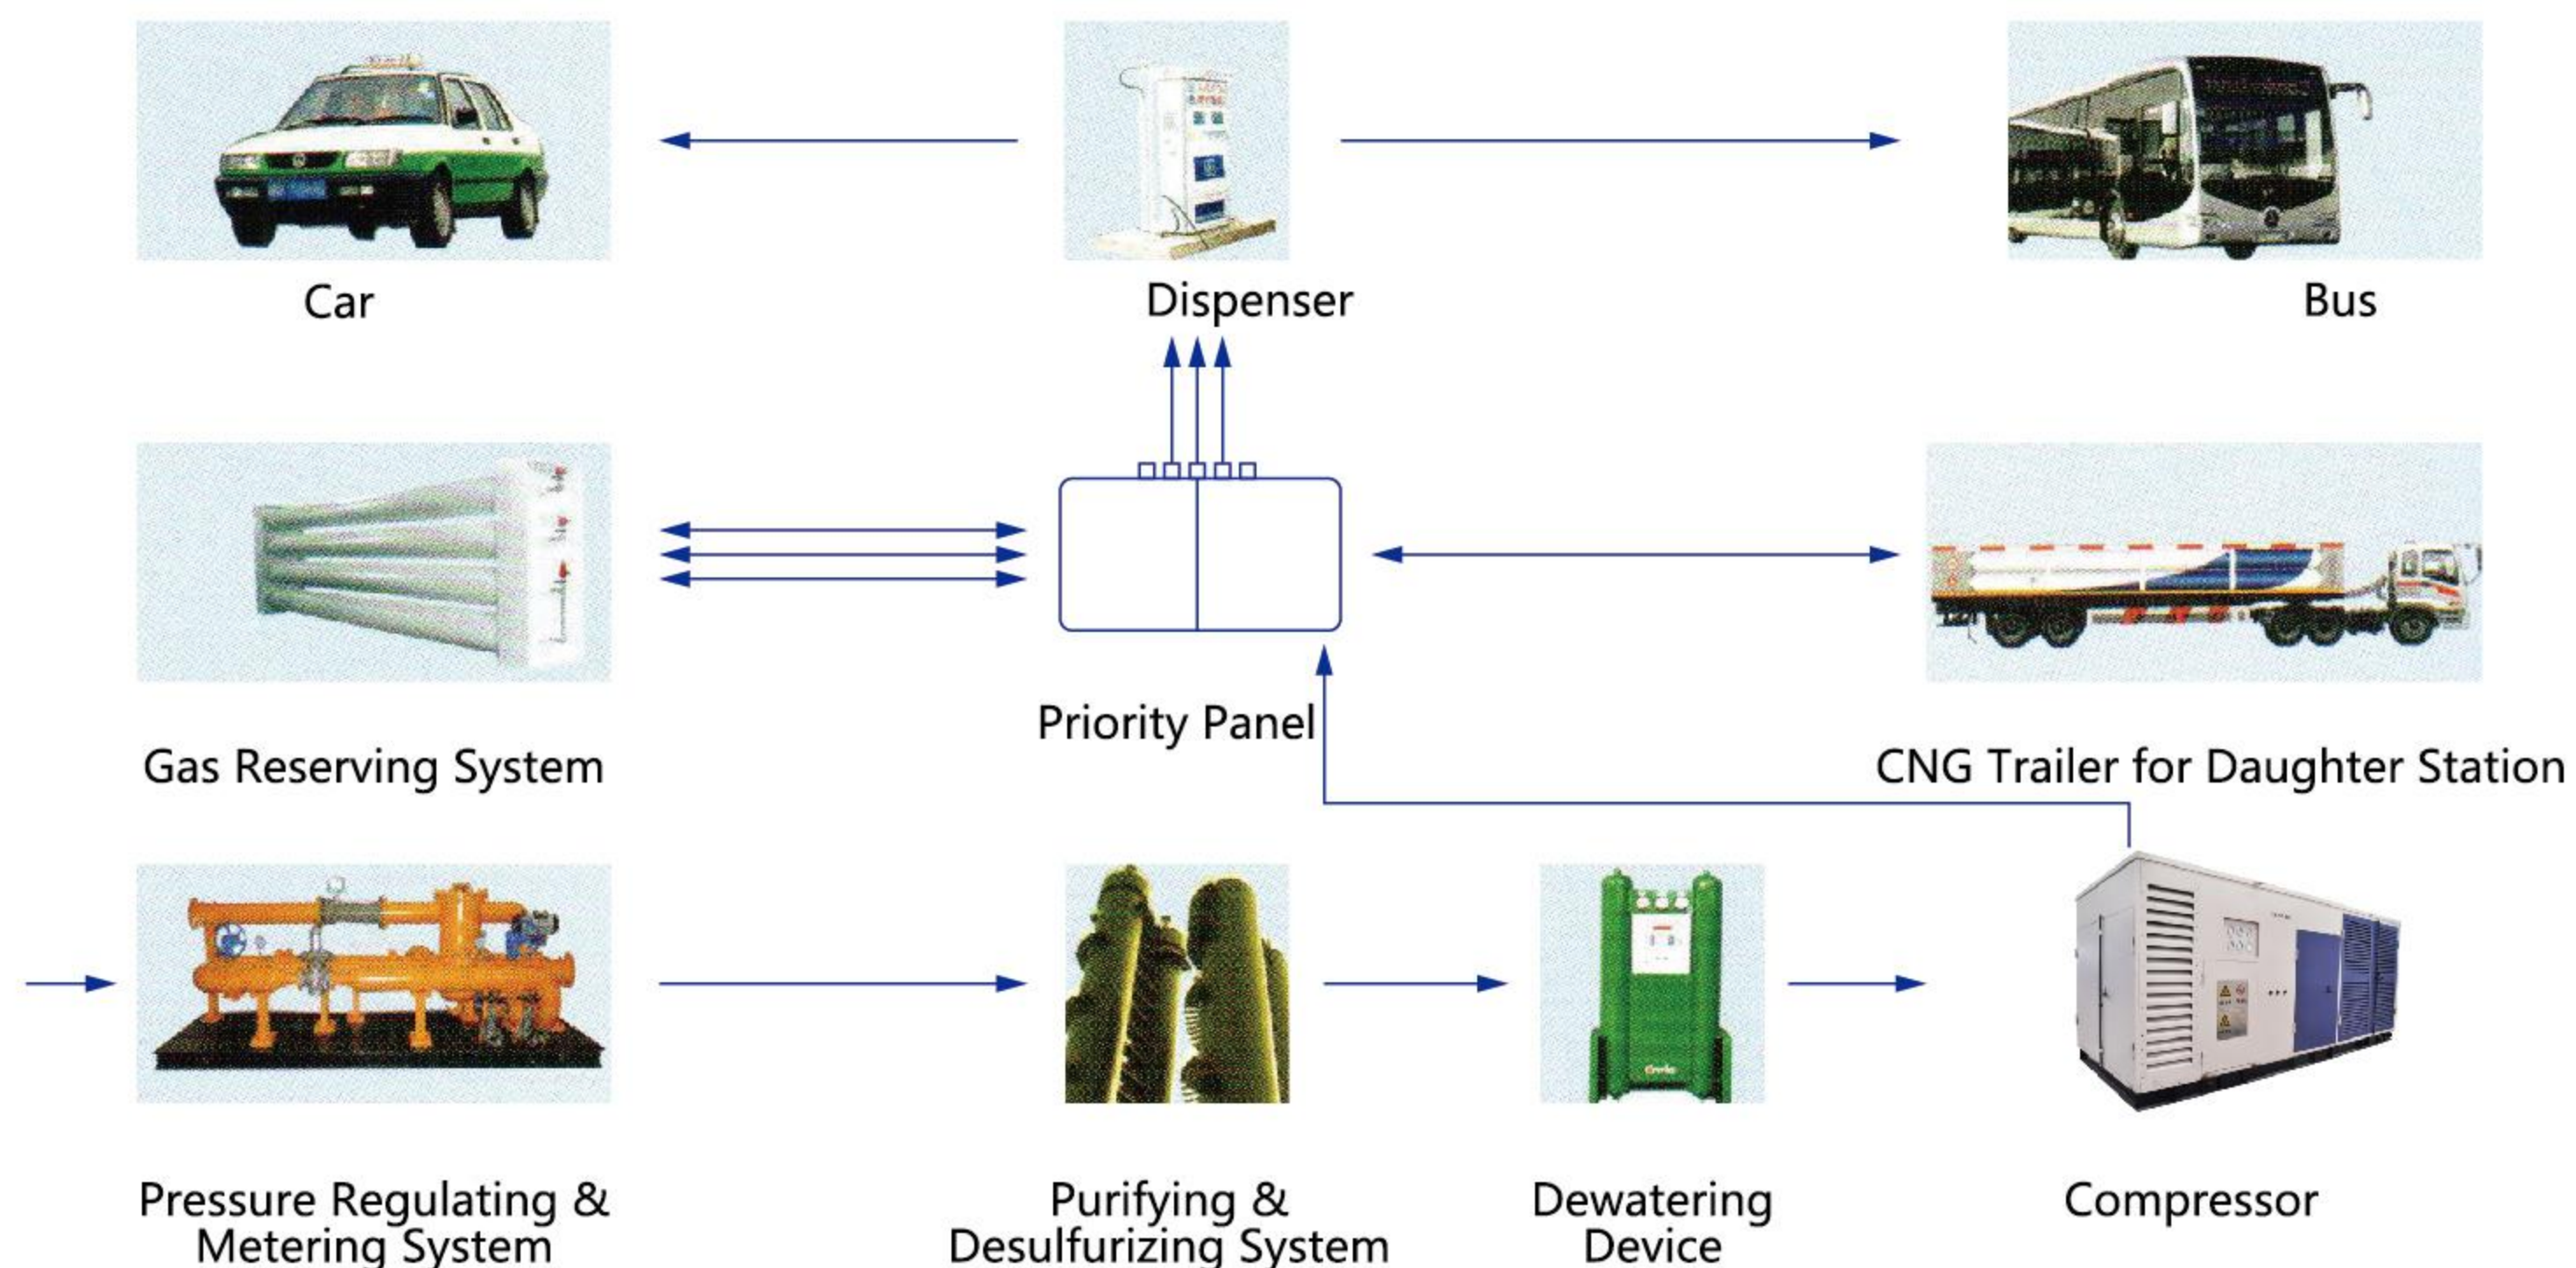 Car
Dispenser
Bus
Gas Reserving System
Priority Panel
CNG Trailer for Daughter Station
Pressure Regulating &
Metering System
Purifying &
Desulfurizing System
Dewatering
Device
Compressor